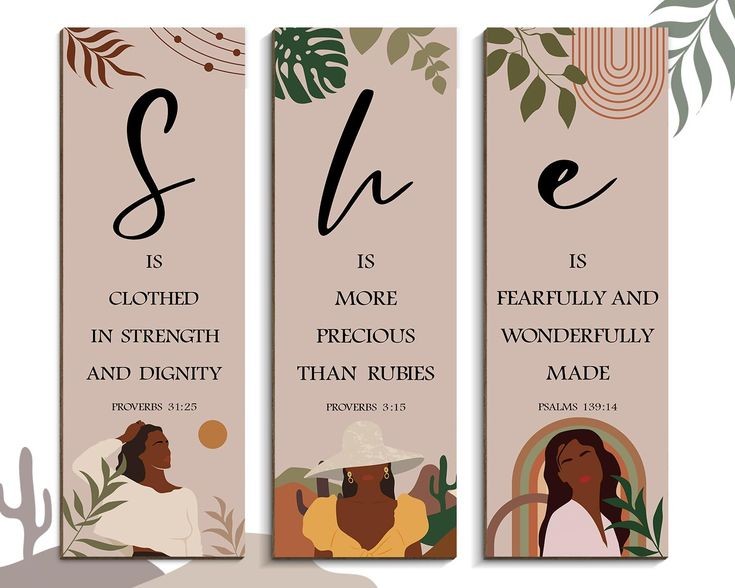 S
IS
CLOTHED
IN STRENGTH
AND DIGNITY
PROVERBS 31:25
h
IS
MORE
PRECIOUS
THAN RUBIES
PROVERBS 3:15
e
IS
FEARFULLY AND
WONDERFULLY
MADE
PSALMS 139:14